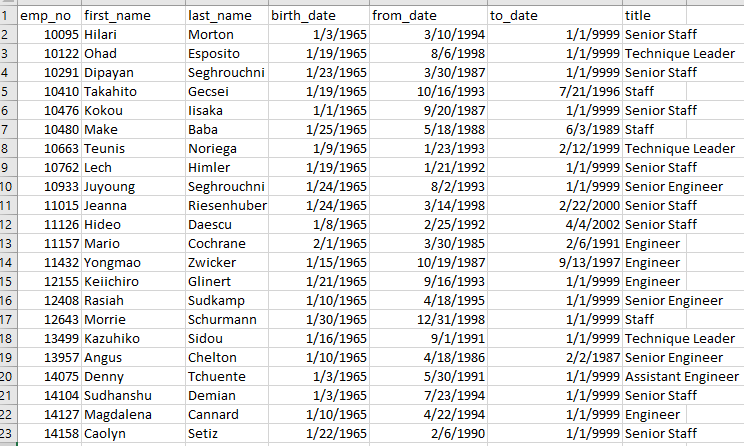 1 emp_no first_name last_name birth_date from_date to_date title
2 10095 Hilari Morton 1/3/1965 3/10/1994 1/1/9999 Senior Staff
3 10122 Ohad Esposito 1/19/1965 8/6/1998 1/1/9999 Technique Leader
4 10291 Dipayan Seghrouchni 1/23/1965 3/30/1987 1/1/9999 Senior Staff
5 10410 Takahito Gecsei 1/19/1965 10/16/1993 7/21/1996 Staff
6 10476 Kokou Iisaka 1/1/1965 9/20/1987 1/1/9999 Senior Staff
7 10480 Make Baba 1/25/1965 5/18/1988 6/3/1989 Staff
8 10663 Teunis Noriega 1/9/1965 1/23/1993 2/12/1999 Technique Leader
9 10762 Lech Himler 1/19/1965 1/21/1992 1/1/9999 Senior Staff
10 10933 Juyoung Seghrouchni 1/24/1965 8/2/1993 1/1/9999 Senior Engineer
11 11015 Jeanna Riesenhuber 1/24/1965 3/14/1998 2/22/2000 Senior Staff
12 11126 Hideo Daescu 1/8/1965 2/25/1992 4/4/2002 Senior Staff
13 11157 Mario Cochrane 2/1/1965 3/30/1985 2/6/1991 Engineer
14 11432 Yongmao Zwicker 1/15/1965 10/19/1987 9/13/1997 Engineer
15 12155 Keiichiro Glinert 1/21/1965 9/16/1993 1/1/9999 Engineer
16 12408 Rasiah Sudkamp 1/10/1965 4/18/1995 1/1/9999 Senior Engineer
17 12643 Morrie Schurmann 1/30/1965 12/31/1998 1/1/9999 Staff
18 13499 Kazuhiko Sidou 1/16/1965 9/1/1991 1/1/9999 Technique Leader
19 13957 Angus Chelton 1/10/1965 4/18/1986 2/2/1987 Senior Engineer
20 14075 Denny Tchuente 1/3/1965 5/30/1991 1/1/9999 Assistant Engineer
21 14104 Sudhanshu Demian 1/3/1965 7/23/1994 1/1/9999 Senior Staff
22 14127 Magdalena Cannard 1/10/1965 4/22/1994 1/1/9999 Engineer
23 14158 Caolyn Setiz 1/22/1965 2/6/1990 1/1/9999 Senior Staff